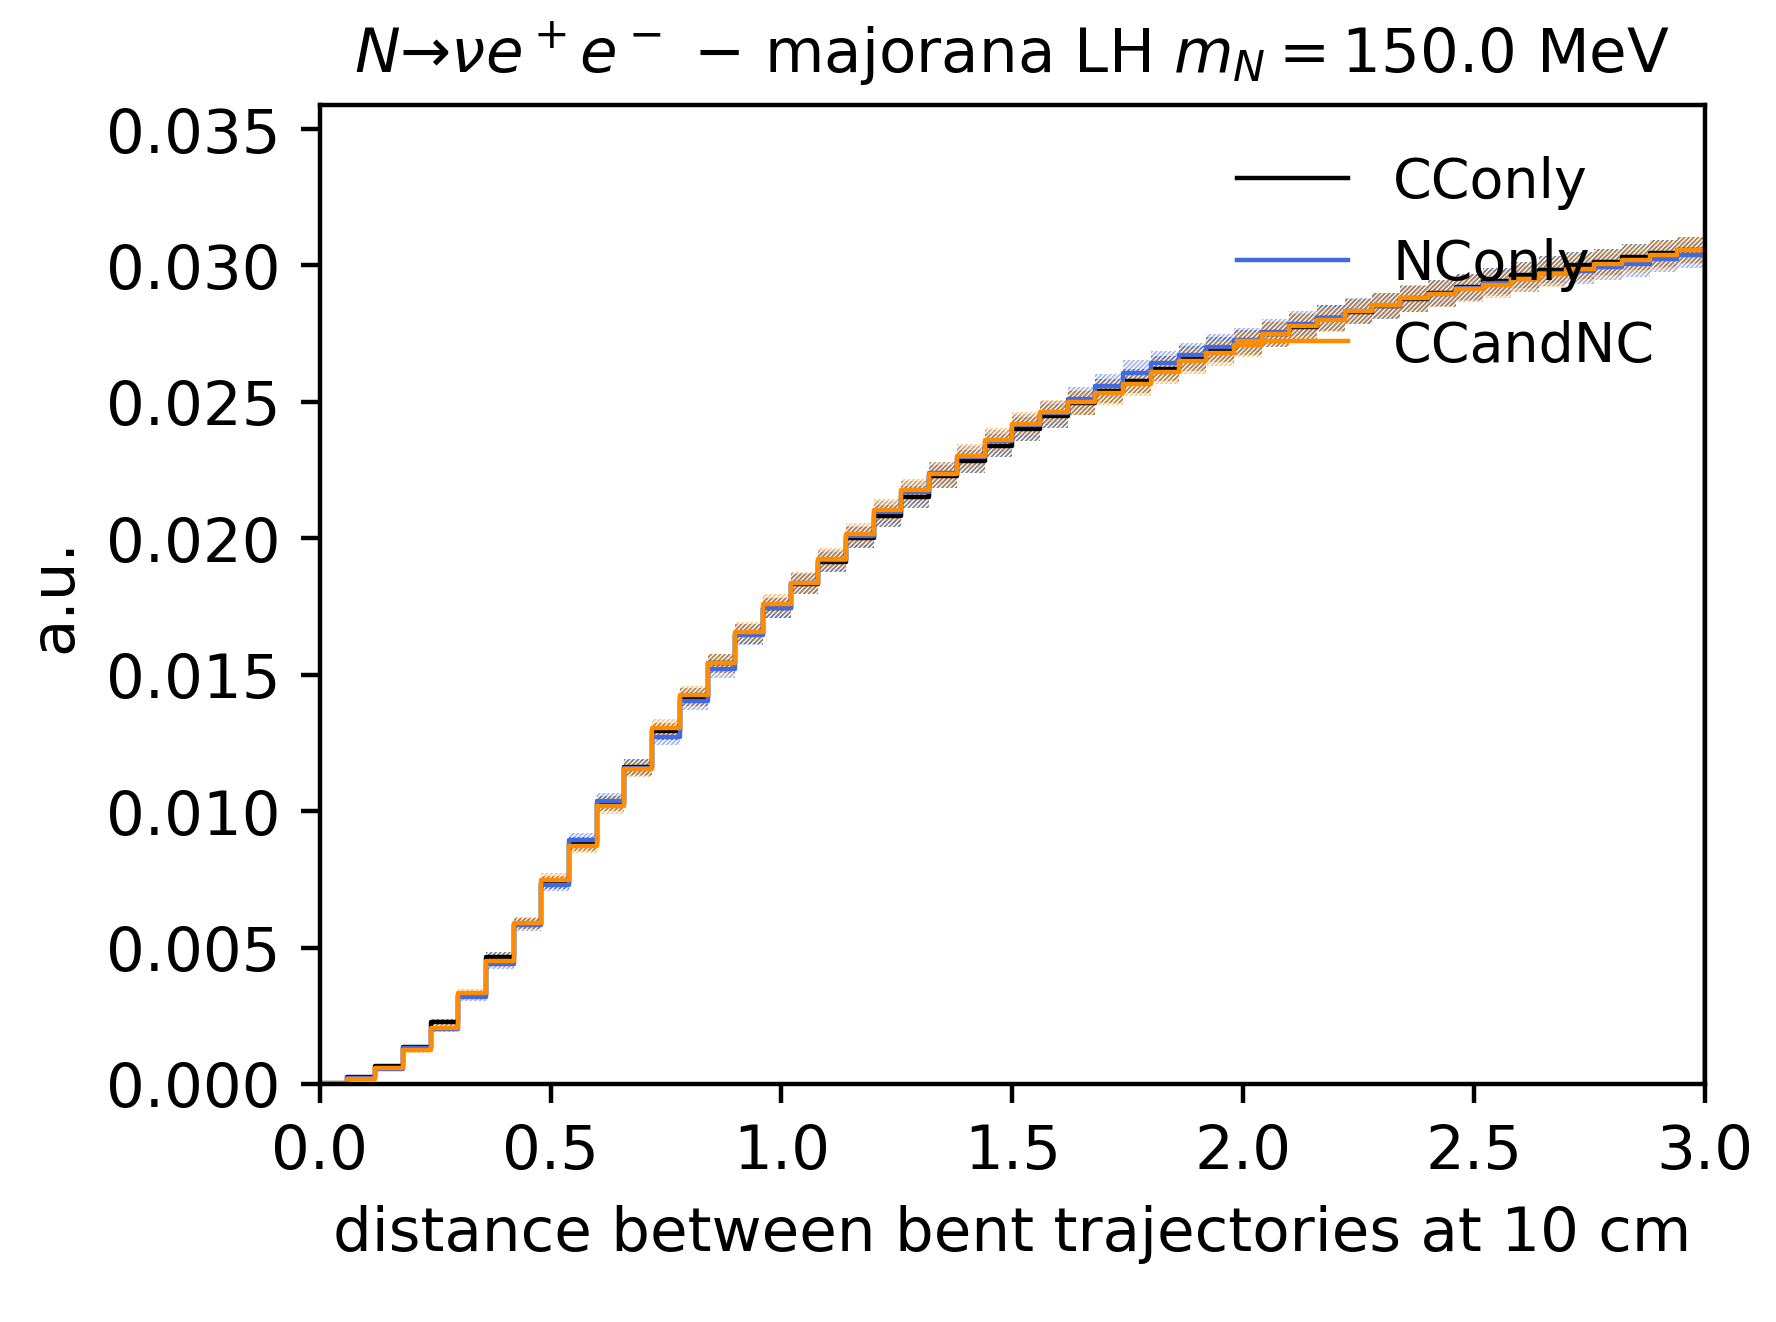 N→νe⁺e⁻ − majorana LH m_N = 150.0 MeV
0.035
0.030
0.025
0.020
0.015
0.010
0.005
0.000
a.u.
CConly
NConly
CCandNC
0.0 0.5 1.0 1.5 2.0 2.5 3.0
distance between bent trajectories at 10 cm